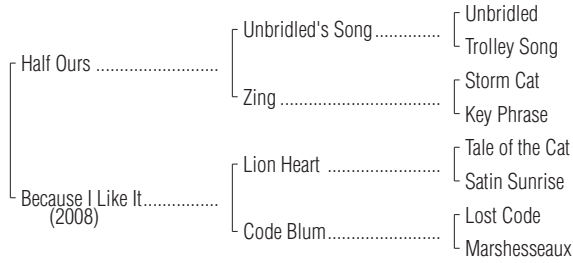 Unbridled
Unbridled's Song..............
Trolley Song
Half Ours ..........................
Storm Cat
Zing ..................................
Key Phrase
Tale of the Cat
Lion Heart ........................
Satin Sunrise
Because I Like It................
(2008)
Lost Code
Code Blum........................
Marshesseaux